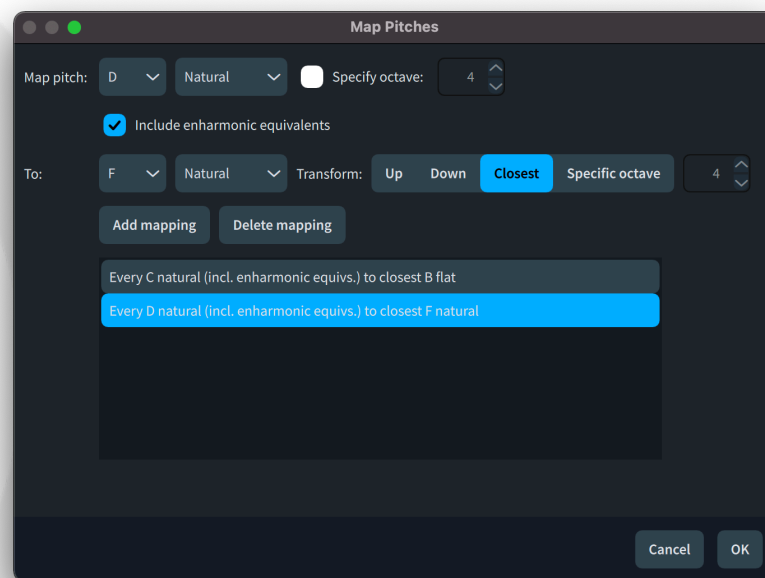 Map Pitches
Map pitch: D Natural Specify octave: 4
Include enharmonic equivalents
To: F Natural Transform: Up Down Closest Specific octave 4
Add mapping Delete mapping
Every C natural (incl. enharmonic equivs.) to closest B flat
Every D natural (incl. enharmonic equivs.) to closest F natural
Cancel OK